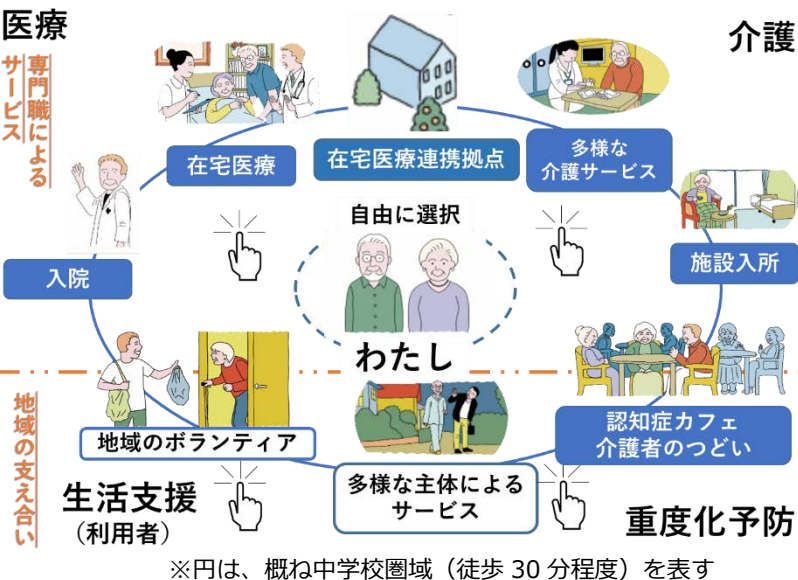 医療
介護
専門職による
サービス
在宅医療
在宅医療連携拠点
多様な
介護サービス
自由に選択
入院
施設入所
わたし
地域の支え合い
地域のボランティア
認知症カフェ
介護者のつどい
多様な主体による
サービス
生活支援
（利用者）
重度化予防
※円は、概ね中学校圏域（徒歩 30 分程度）を表す